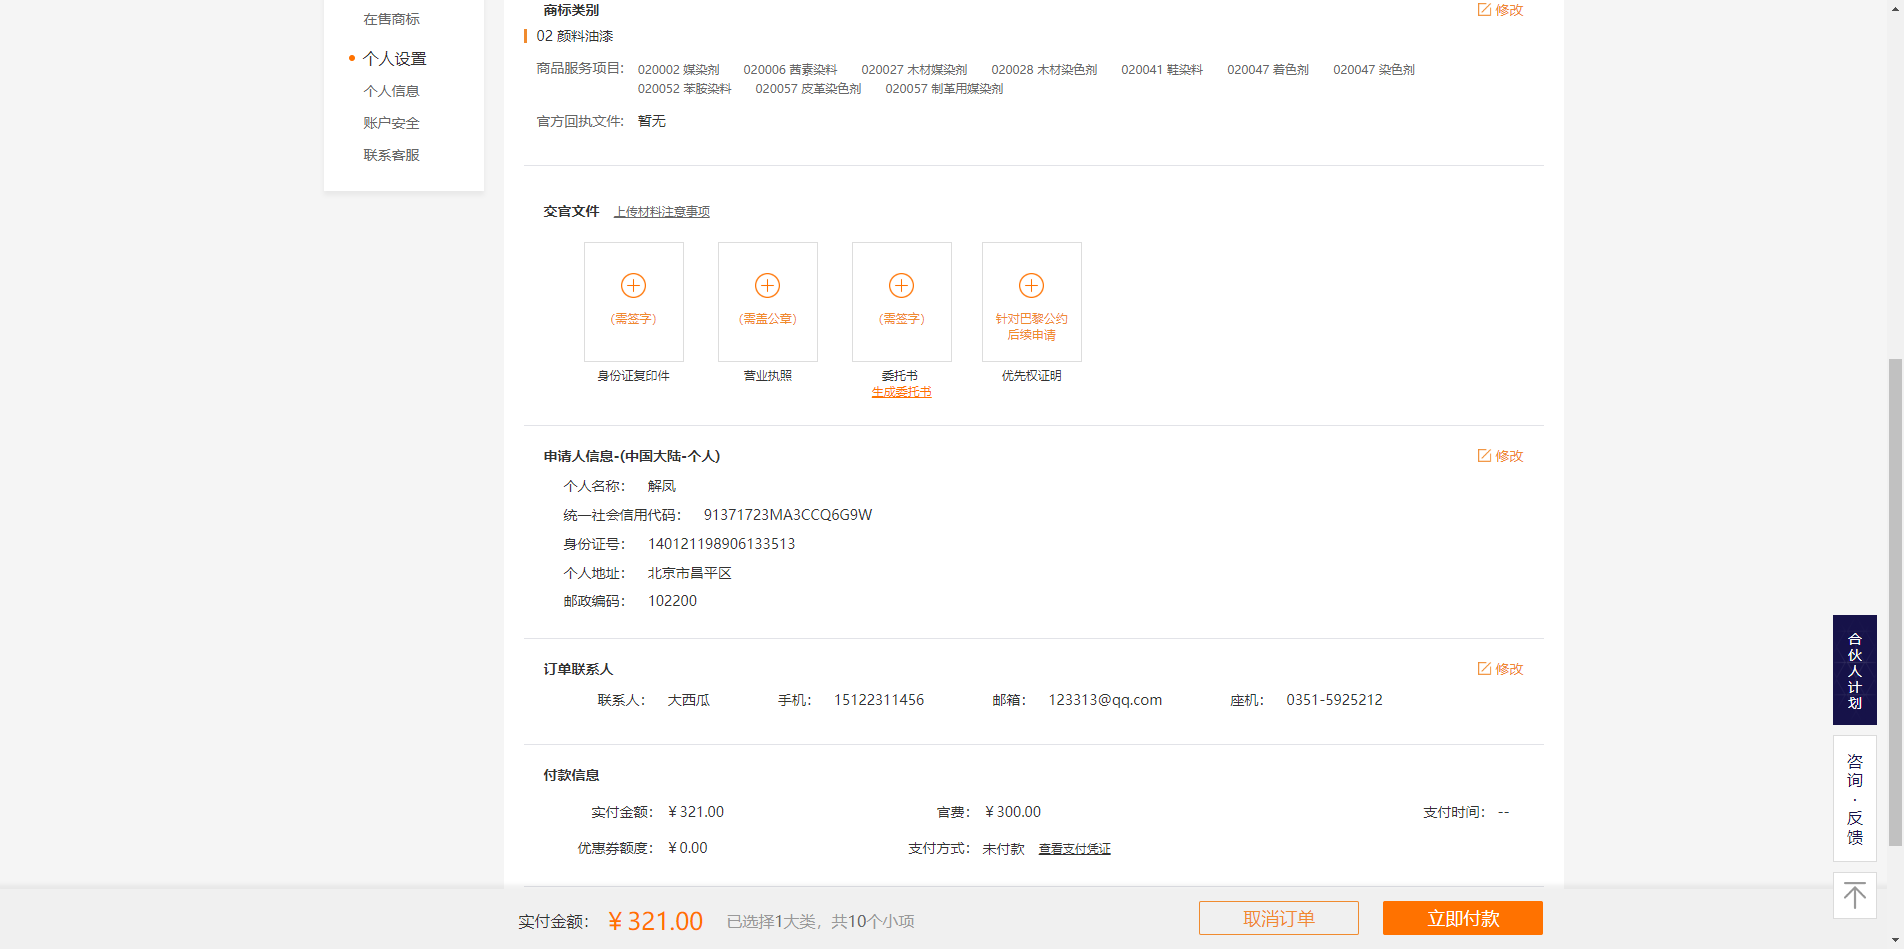 在售商标
个人设置
个人信息
账户安全
联系客服
商标类别
修改
02 颜料油漆
商品服务项目: 020002 媒染剂 020006 茜素染料 020027 木材媒染剂 020028 木材染色剂 020041 鞋染料 020047 着色剂 020047 染色剂
020052 苯胺染料 020057 皮革染色剂 020057 制革用媒染剂
官方回执文件: 暂无
交官文件 上传材料注意事项
(需签字) (需盖公章) (需签字) 针对巴黎公约
后续申请
身份证复印件 营业执照 委托书 优先权证明
生成委托书
申请人信息-(中国大陆-个人)
修改
个人名称: 解凤
统一社会信用代码: 91371723MA3CCQ6G9W
身份证号: 140121198906133513
个人地址: 北京市昌平区
邮政编码: 102200
订单联系人
修改
联系人: 大西瓜 手机: 15122311456 邮箱: 123313@qq.com 座机: 0351-5925212
付款信息
实付金额: ¥321.00 官费: ¥300.00 支付时间: --
优惠券额度: ¥0.00 支付方式: 未付款 查看支付凭证
实付金额: ¥321.00 已选择1大类，共10个小项
取消订单
立即付款
合伙人计划
咨询·反馈